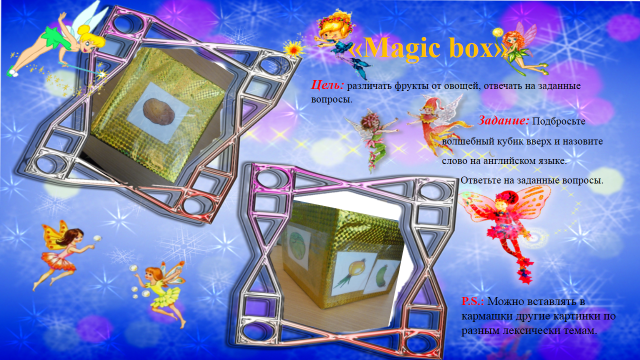 «Magic box»
Цель: различать фрукты от овощей, отвечать на заданные
вопросы.
Задание: Подбросьте
волшебный кубик вверх и назовите
слово на английском языке.
Ответьте на заданные вопросы.
P.S.: Можно вставлять в
кармашки другие картинки по
разным лексически темам.